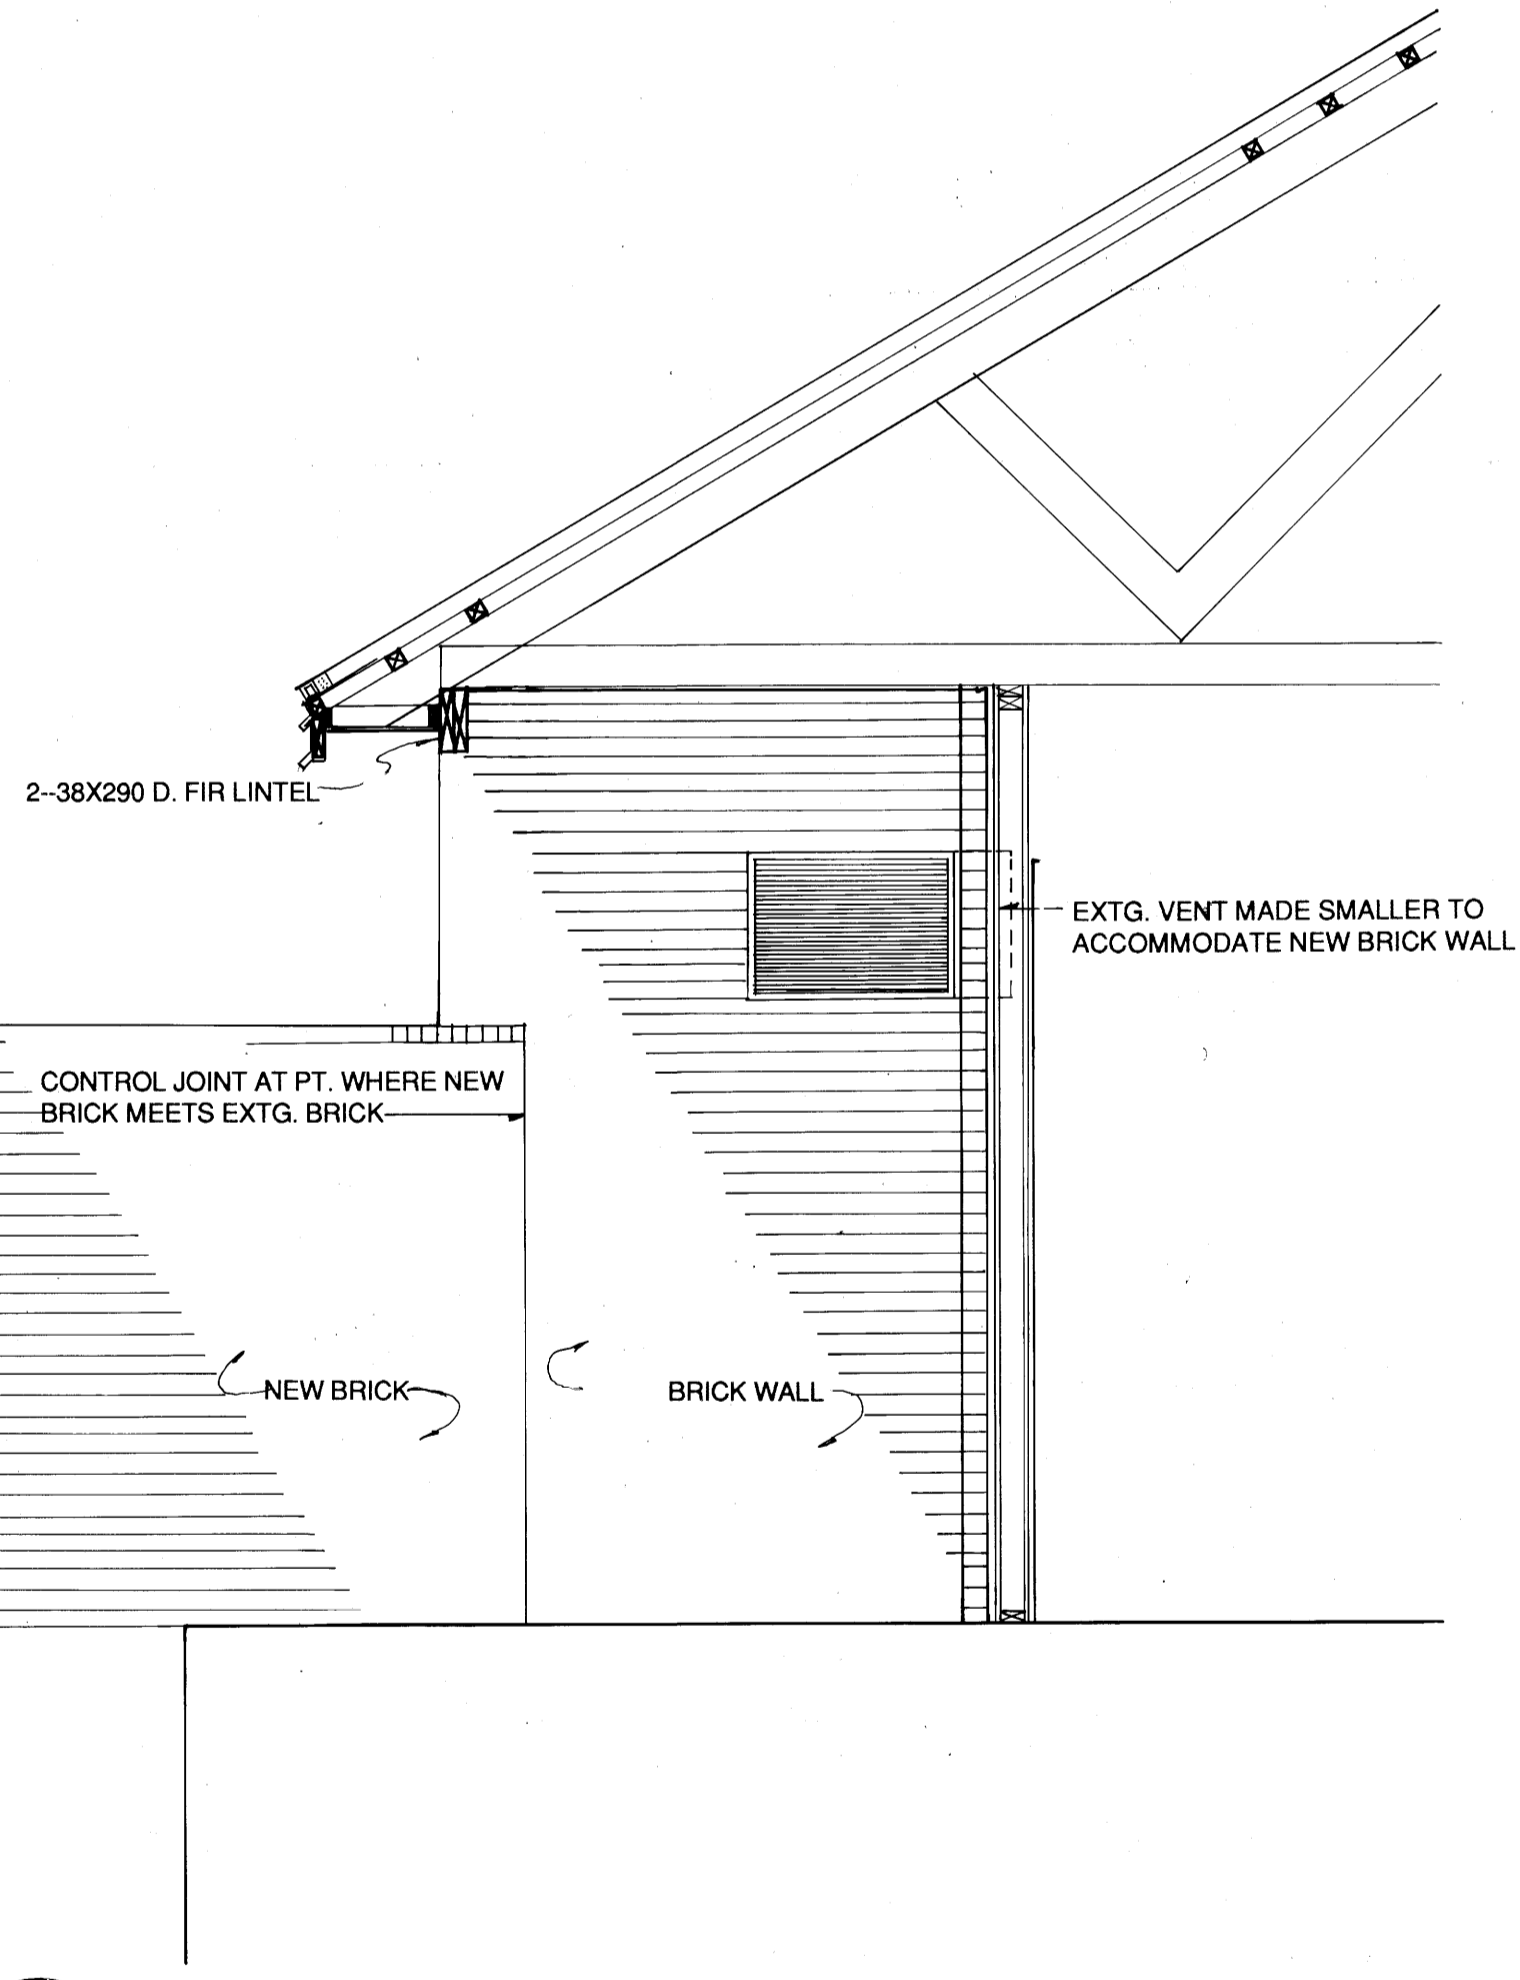 2--38X290 D. FIR LINTEL
EXTG. VENT MADE SMALLER TO
ACCOMMODATE NEW BRICK WALL
CONTROL JOINT AT PT. WHERE NEW
BRICK MEETS EXTG. BRICK
NEW BRICK
BRICK WALL